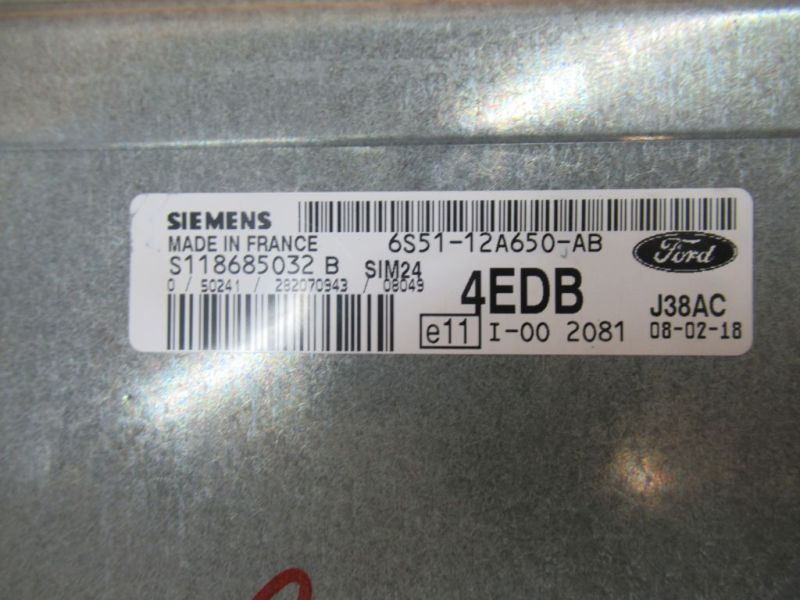 SIEMENS
MADE IN FRANCE 6S51-12A650-AB
S118685032 B SIM24 Ford
0 / 50241 / 282070943 / 08049 4EDB J38AC
e11 I-00 2081 08-02-18